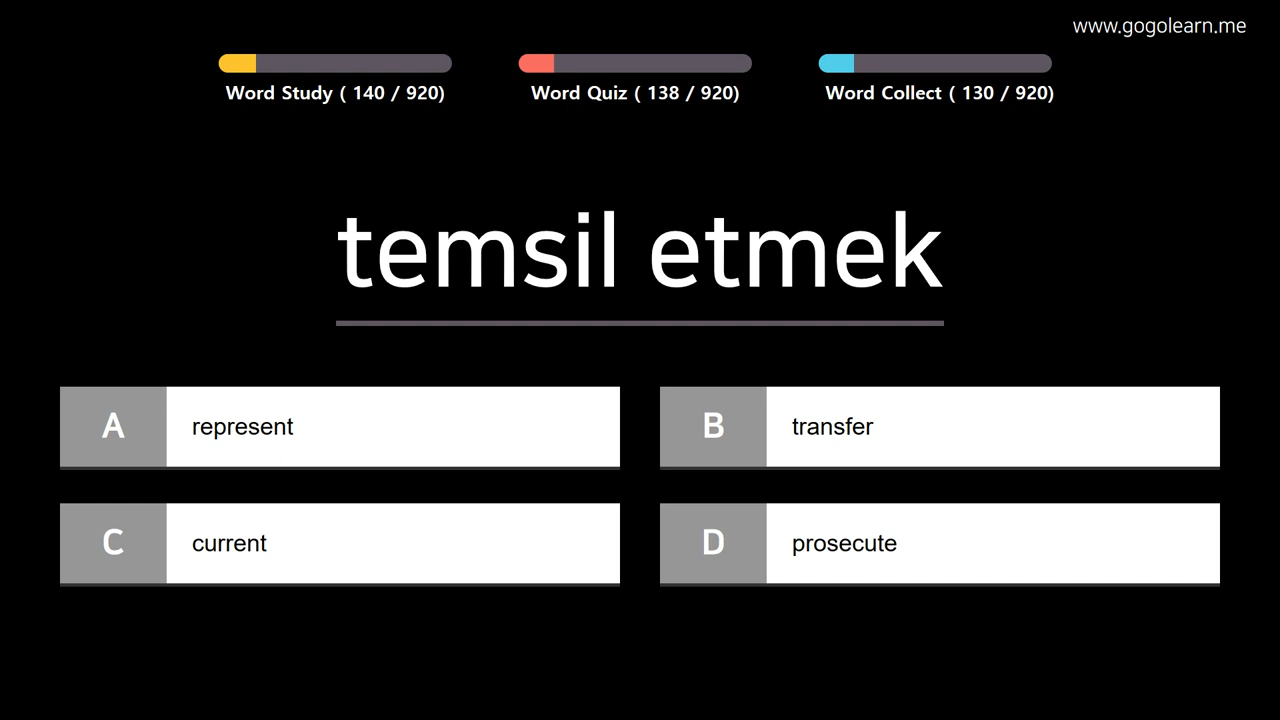 www.gogolearn.me
Word Study ( 140 / 920)
Word Quiz ( 138 / 920)
Word Collect ( 130 / 920)
temsil etmek
A represent
B transfer
C current
D prosecute